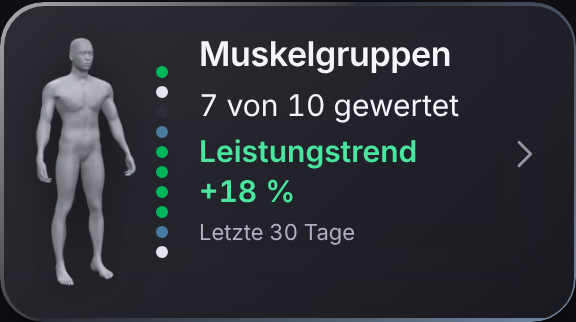 Muskelgruppen
7 von 10 gewertet
Leistungstrend
+18 %
Letzte 30 Tage